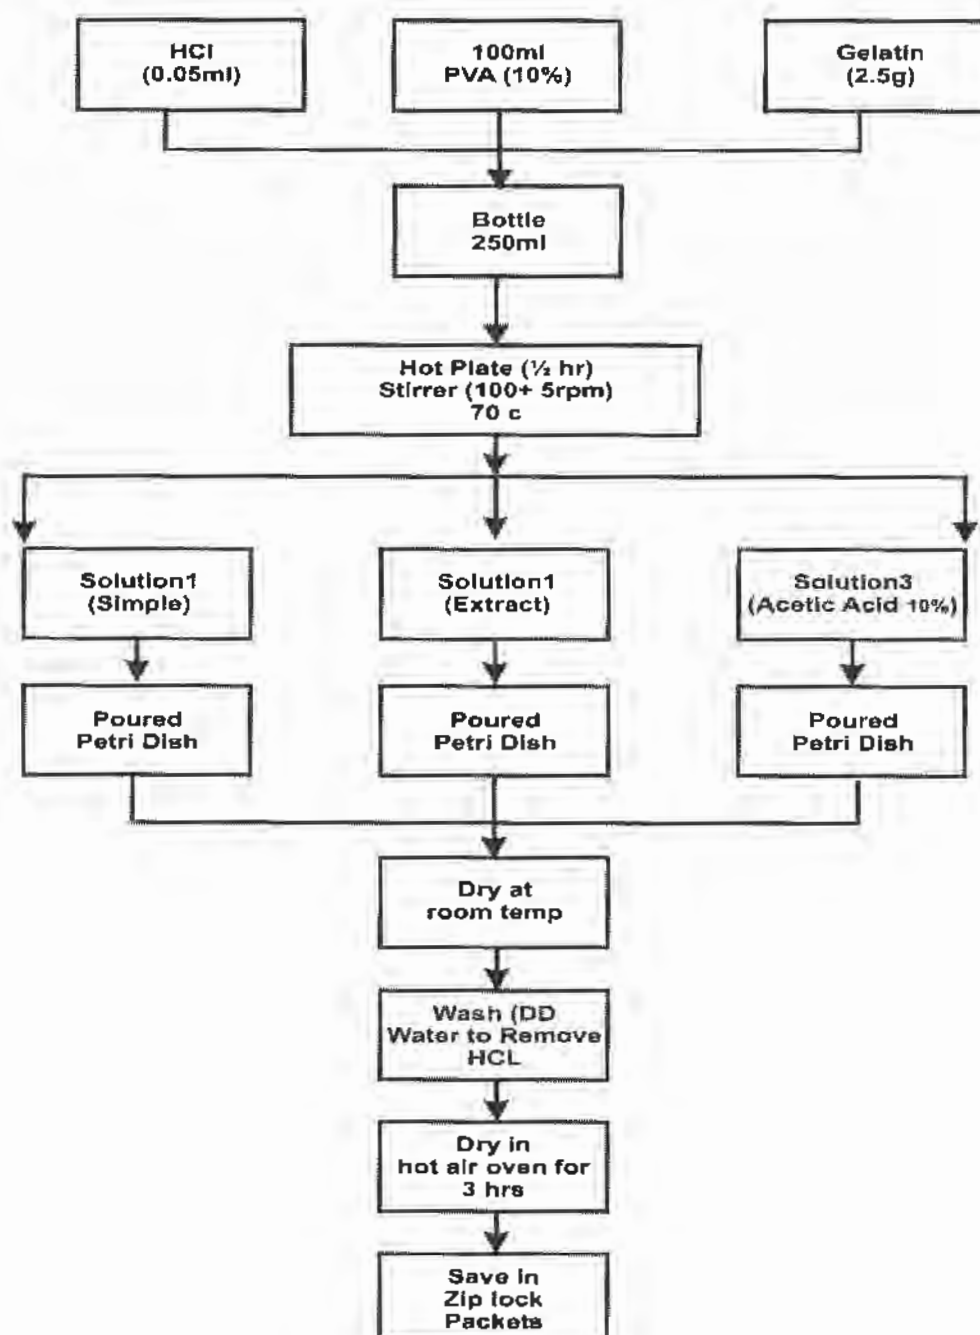 HCl
(0.05ml)
100ml
PVA (10%)
Gelatin
(2.5g)
Bottle
250ml
Hot Plate (½ hr)
Stirrer (100+ 5rpm)
70 c
Solution1
(Simple)
Solution1
(Extract)
Solution3
(Acetic Acid 10%)
Poured
Petri Dish
Poured
Petri Dish
Poured
Petri Dish
Dry at
room temp
Wash (DD
Water to Remove
HCL
Dry in
hot air oven for
3 hrs
Save in
Zip lock
Packets